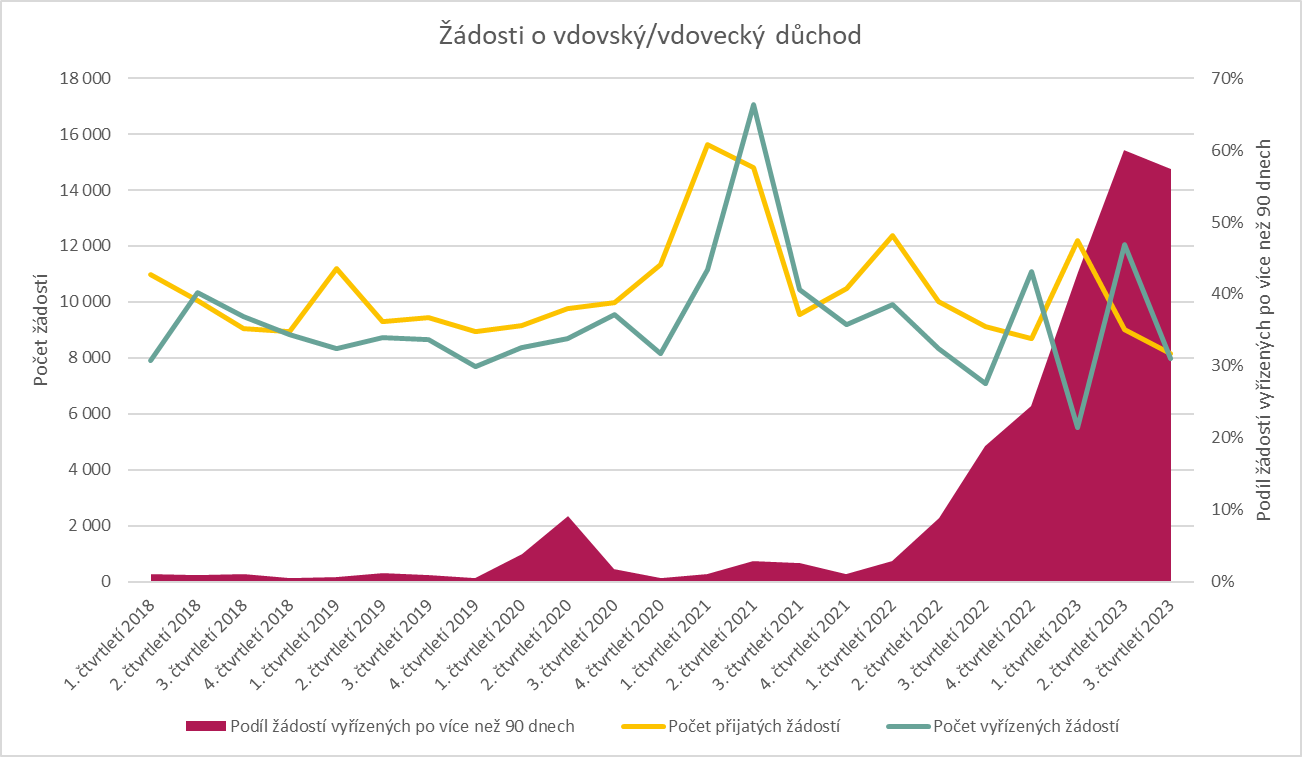 Žádosti o vdovský/vdovecký důchod
18 000
16 000
14 000
12 000
10 000
8 000
6 000
4 000
2 000
0
Počet žádostí
70%
60%
50%
40%
30%
20%
10%
0%
Podíl žádostí vyřízených po více než 90 dnech
1. čtvrtletí 2018
2. čtvrtletí 2018
3. čtvrtletí 2018
4. čtvrtletí 2018
1. čtvrtletí 2019
2. čtvrtletí 2019
3. čtvrtletí 2019
4. čtvrtletí 2019
1. čtvrtletí 2020
2. čtvrtletí 2020
3. čtvrtletí 2020
4. čtvrtletí 2020
1. čtvrtletí 2021
2. čtvrtletí 2021
3. čtvrtletí 2021
4. čtvrtletí 2021
1. čtvrtletí 2022
2. čtvrtletí 2022
3. čtvrtletí 2022
4. čtvrtletí 2022
1. čtvrtletí 2023
2. čtvrtletí 2023
3. čtvrtletí 2023
Podíl žádostí vyřízených po více než 90 dnech
Počet přijatých žádostí
Počet vyřízených žádostí